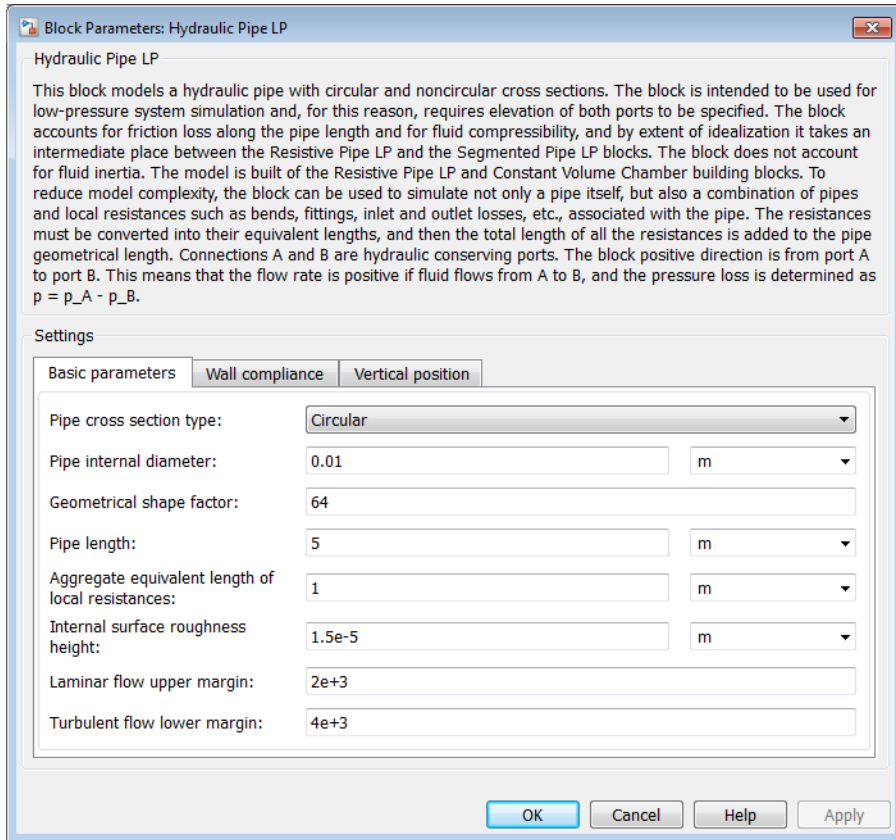 Block Parameters: Hydraulic Pipe LP
Hydraulic Pipe LP
This block models a hydraulic pipe with circular and noncircular cross sections. The block is intended to be used for
low-pressure system simulation and, for this reason, requires elevation of both ports to be specified. The block
accounts for friction loss along the pipe length and for fluid compressibility, and by extent of idealization it takes an
intermediate place between the Resistive Pipe LP and the Segmented Pipe LP blocks. The block does not account
for fluid inertia. The model is built of the Resistive Pipe LP and Constant Volume Chamber building blocks. To
reduce model complexity, the block can be used to simulate not only a pipe itself, but also a combination of pipes
and local resistances such as bends, fittings, inlet and outlet losses, etc., associated with the pipe. The resistances
must be converted into their equivalent lengths, and then the total length of all the resistances is added to the pipe
geometrical length. Connections A and B are hydraulic conserving ports. The block positive direction is from port A
to port B. This means that the flow rate is positive if fluid flows from A to B, and the pressure loss is determined as
p = p_A - p_B.
Settings
Basic parameters Wall compliance Vertical position
Pipe cross section type: Circular
Pipe internal diameter: 0.01 m
Geometrical shape factor: 64
Pipe length: 5 m
Aggregate equivalent length of
local resistances: 1 m
Internal surface roughness
height: 1.5e-5 m
Laminar flow upper margin: 2e+3
Turbulent flow lower margin: 4e+3
OK Cancel Help Apply